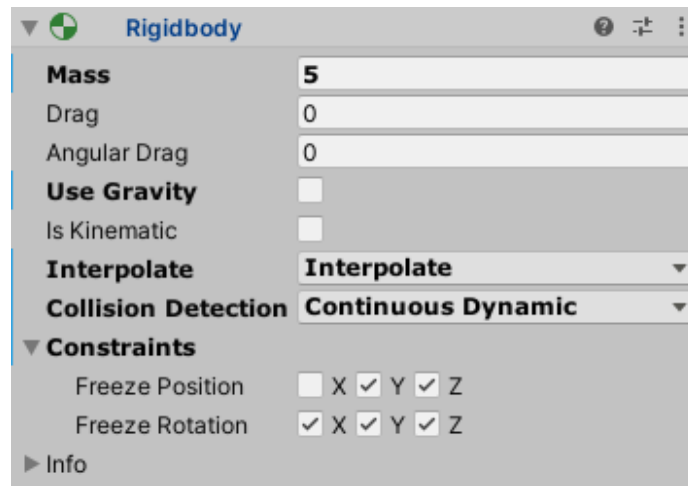 Rigidbody
Mass 5
Drag 0
Angular Drag 0
Use Gravity
Is Kinematic
Interpolate Interpolate
Collision Detection Continuous Dynamic
Constraints
Freeze Position X Y Z
Freeze Rotation X Y Z
Info